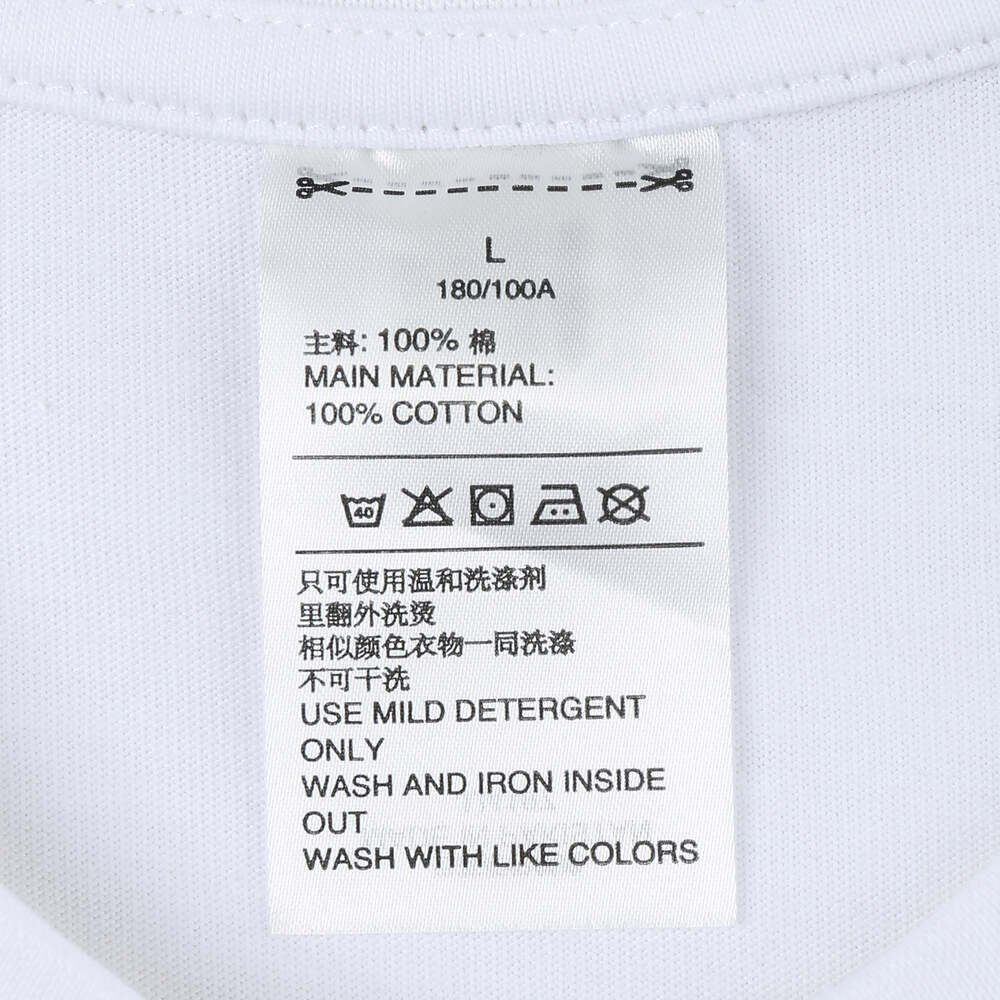 L
180/100A
主料: 100% 棉
MAIN MATERIAL:
100% COTTON
40
只可使用温和洗涤剂
里翻外洗烫
相似颜色衣物一同洗涤
不可干洗
USE MILD DETERGENT
ONLY
WASH AND IRON INSIDE
OUT
WASH WITH LIKE COLORS